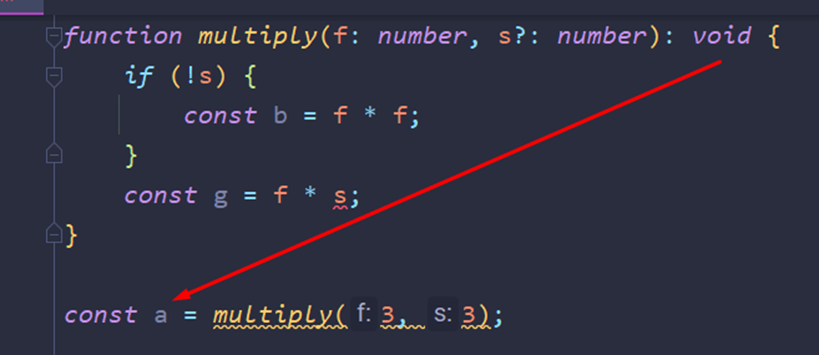 function multiply(f: number, s?: number): void {
if (!s) {
const b = f * f;
}
const g = f * s;
}
const a = multiply( f: 3, s: 3);